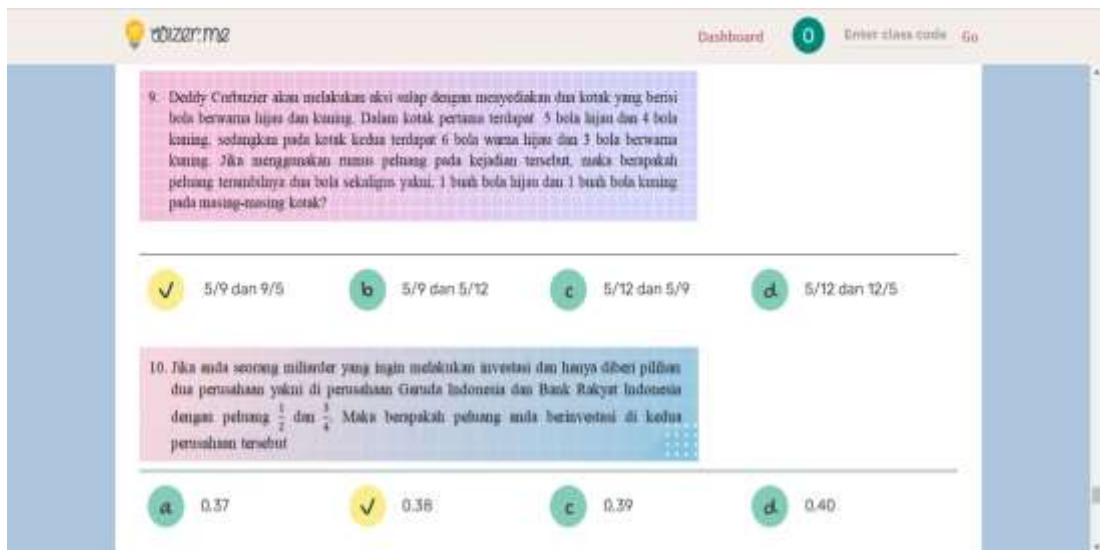 wizer.me
Dashboard
O
Enter class code
Go
9. Deddy Corbuzier akan melakukan aksi sulap dengan menyediakan dua kotak yang berisi
bola berwarna hijau dan kuning. Dalam kotak pertama terdapat 5 bola hijau dan 4 bola
kuning, sedangkan pada kotak kedua terdapat 6 bola warna hijau dan 3 bola berwarna
kuning. Jika menggunakan rumus peluang pada kejadian tersebut, maka berapakah
peluang terambilnya dua bola sekaligus yakni, 1 buah bola hijau dan 1 buah bola kuning
pada masing-masing kotak?
✓ 5/9 dan 9/5
b 5/9 dan 5/12
c 5/12 dan 5/9
d 5/12 dan 12/5
10. Jika anda seorang miliarder yang ingin melakukan investasi dan hanya diberi pilihan
dua perusahaan yakni di perusahaan Garuda Indonesia dan Bank Rakyat Indonesia
dengan peluang 1/2 dan 3/4. Maka berapakah peluang anda berinvestasi di kedua
perusahaan tersebut
a 0.37
✓ 0.38
c 0.39
d 0.40